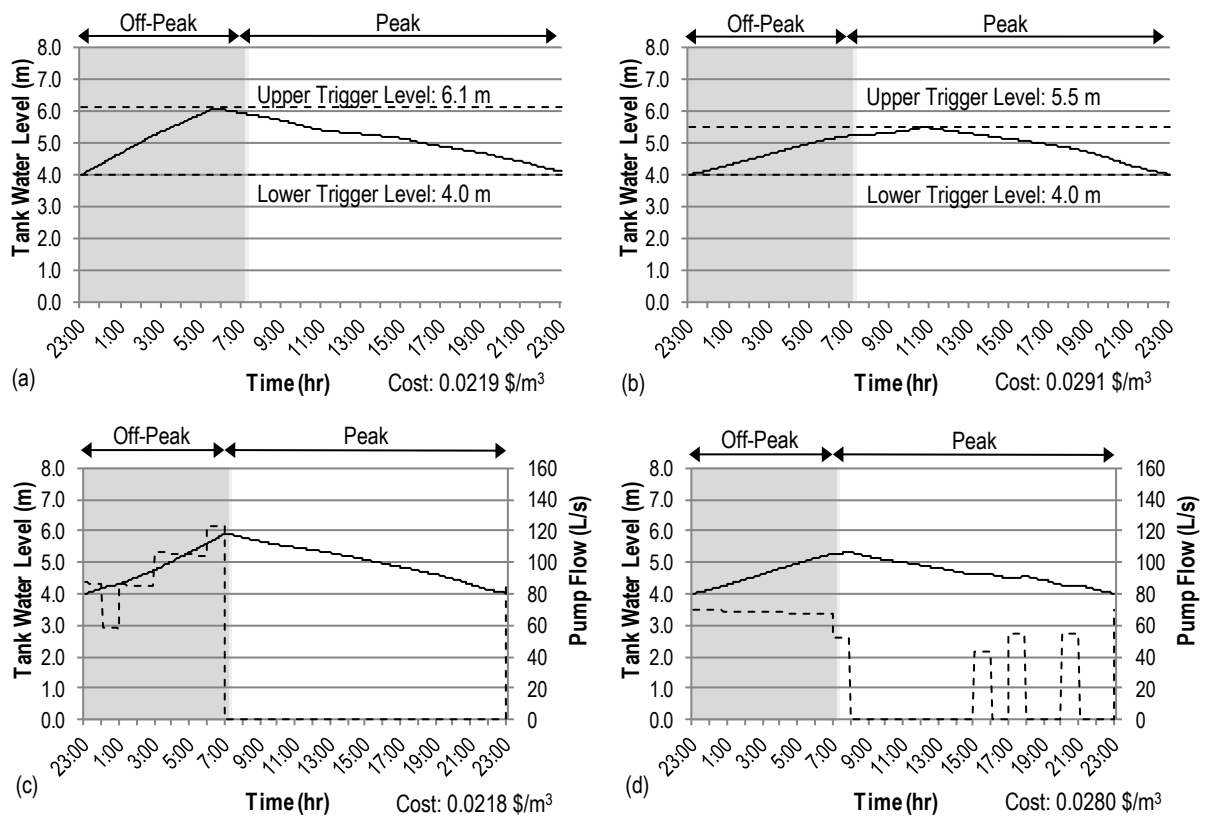 Off-Peak Peak
Tank Water Level (m)
8.0
7.0
6.0
5.0
4.0
3.0
2.0
1.0
0.0
Upper Trigger Level: 6.1 m
Lower Trigger Level: 4.0 m
23:00 1:00 3:00 5:00 7:00 9:00 11:00 13:00 15:00 17:00 19:00 21:00 23:00
(a) Time (hr) Cost: 0.0219 $/m³
Off-Peak Peak
Tank Water Level (m)
8.0
7.0
6.0
5.0
4.0
3.0
2.0
1.0
0.0
Upper Trigger Level: 5.5 m
Lower Trigger Level: 4.0 m
23:00 1:00 3:00 5:00 7:00 9:00 11:00 13:00 15:00 17:00 19:00 21:00 23:00
(b) Time (hr) Cost: 0.0291 $/m³
Off-Peak Peak
Tank Water Level (m)
8.0
7.0
6.0
5.0
4.0
3.0
2.0
1.0
0.0
160
140
120
100
80
60
40
20
0
Pump Flow (L/s)
23:00 1:00 3:00 5:00 7:00 9:00 11:00 13:00 15:00 17:00 19:00 21:00 23:00
(c) Time (hr) Cost: 0.0218 $/m³
Off-Peak Peak
Tank Water Level (m)
8.0
7.0
6.0
5.0
4.0
3.0
2.0
1.0
0.0
160
140
120
100
80
60
40
20
0
Pump Flow (L/s)
23:00 1:00 3:00 5:00 7:00 9:00 11:00 13:00 15:00 17:00 19:00 21:00 23:00
(d) Time (hr) Cost: 0.0280 $/m³